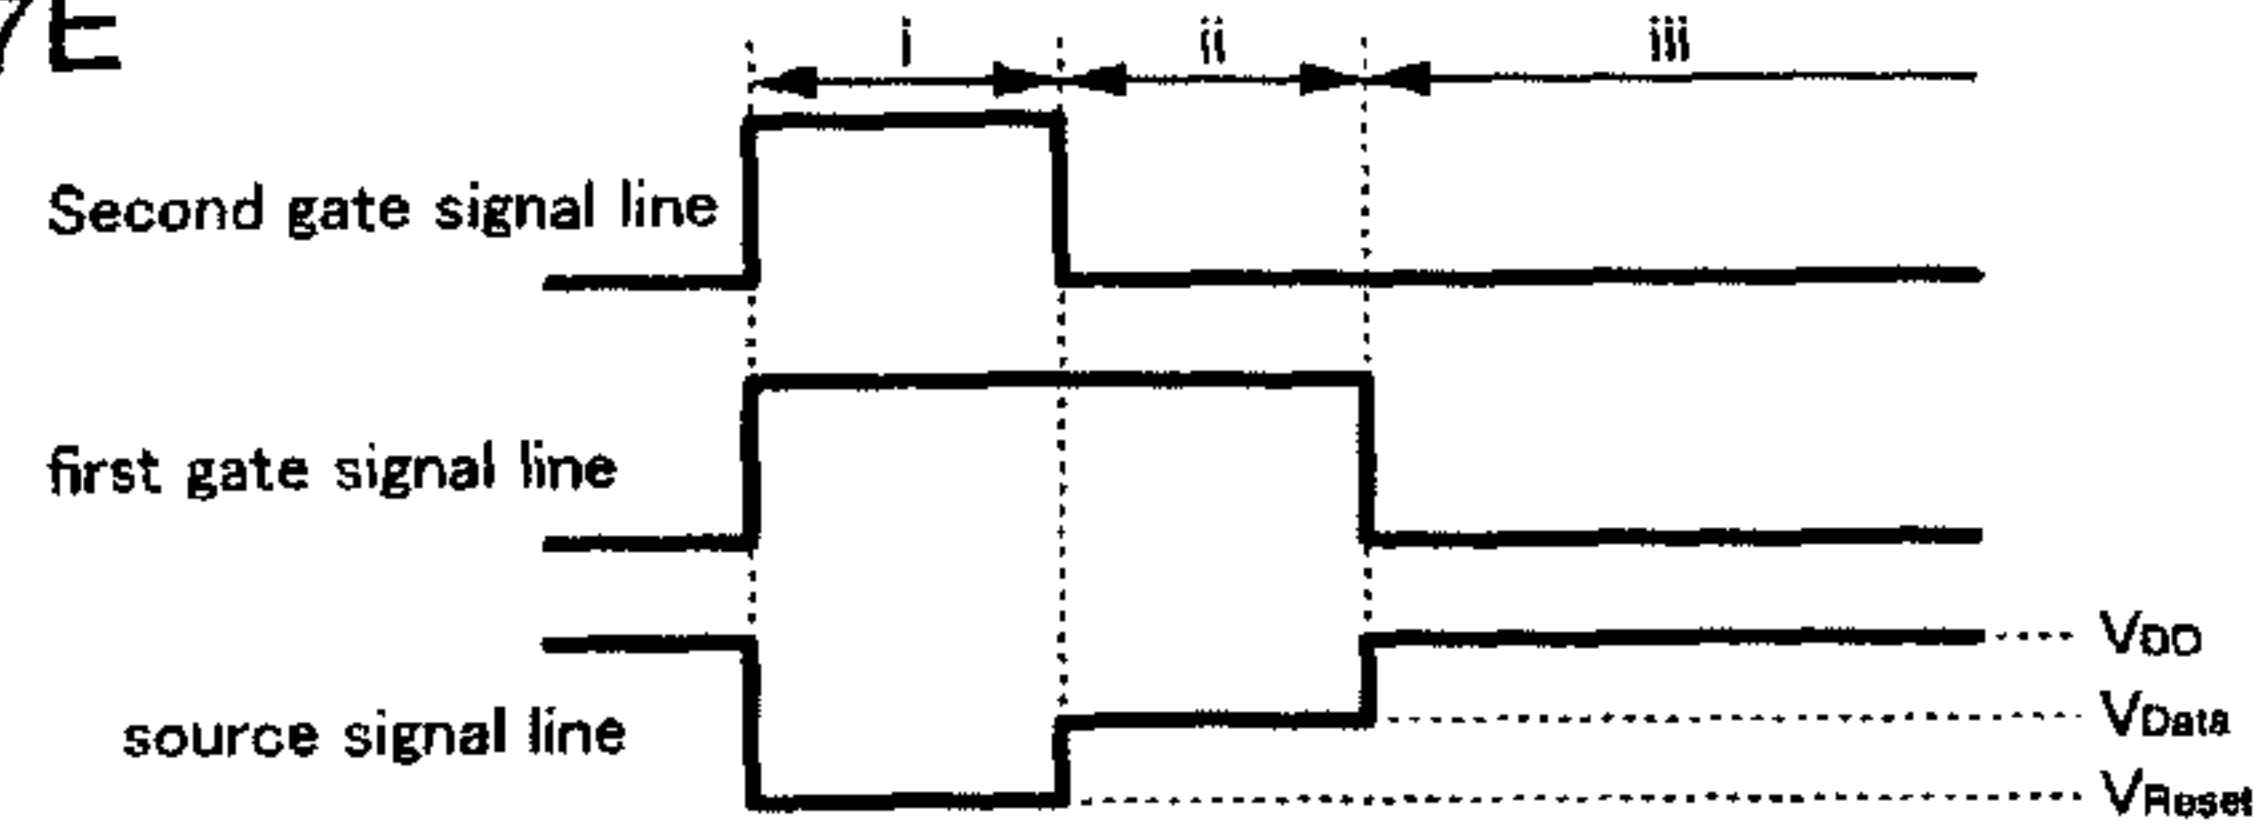 7E
i ii iii
Second gate signal line
first gate signal line
VDD
source signal line
VData
VReset